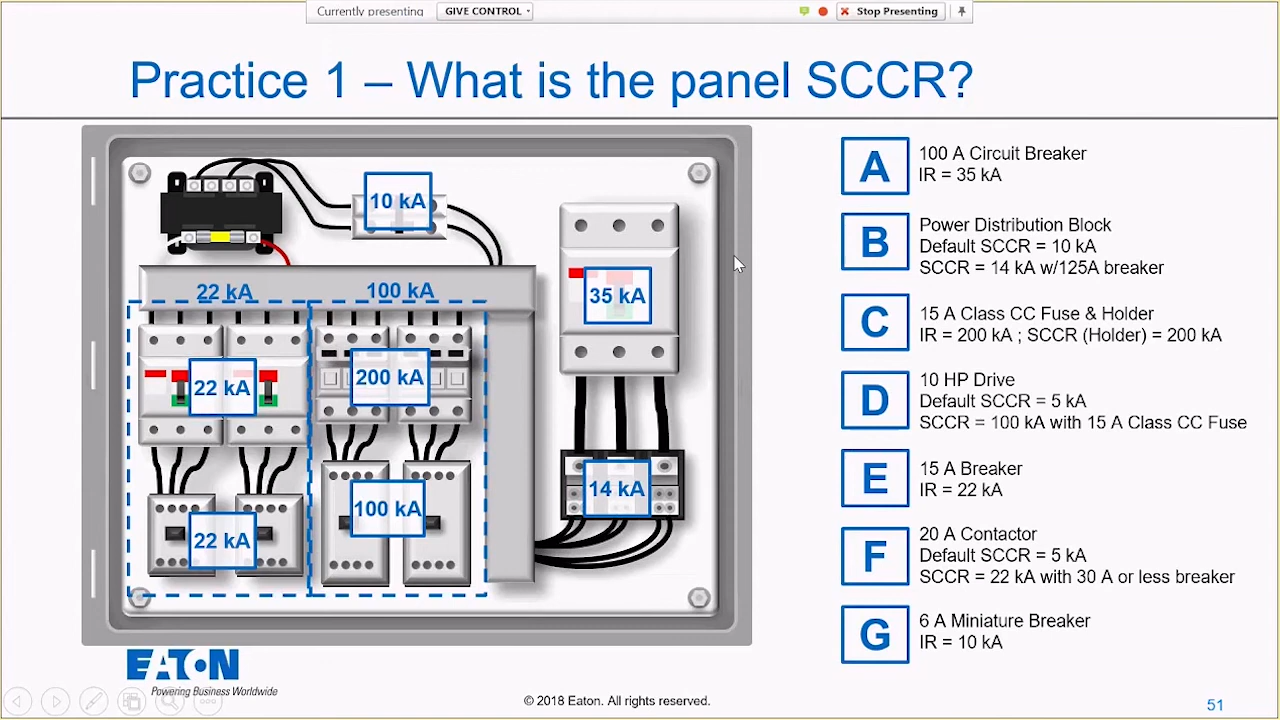 Currently presenting
GIVE CONTROL
Stop Presenting
Practice 1 – What is the panel SCCR?
10 kA
22 kA
100 kA
35 kA
22 kA
200 kA
14 kA
100 kA
22 kA
A
100 A Circuit Breaker
IR = 35 kA
B
Power Distribution Block
Default SCCR = 10 kA
SCCR = 14 kA w/125A breaker
C
15 A Class CC Fuse & Holder
IR = 200 kA ; SCCR (Holder) = 200 kA
D
10 HP Drive
Default SCCR = 5 kA
SCCR = 100 kA with 15 A Class CC Fuse
E
15 A Breaker
IR = 22 kA
F
20 A Contactor
Default SCCR = 5 kA
SCCR = 22 kA with 30 A or less breaker
G
6 A Miniature Breaker
IR = 10 kA
EATON
Powering Business Worldwide
© 2018 Eaton. All rights reserved.
51